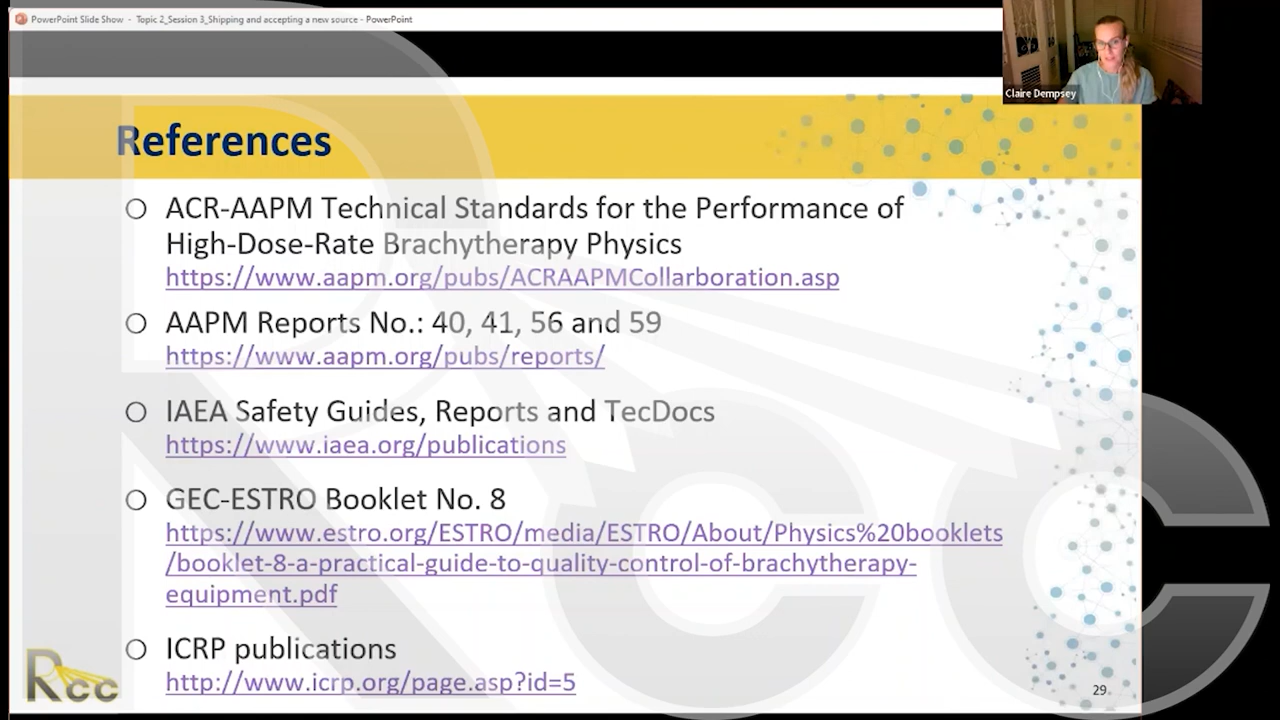 PowerPoint Slide Show - Topic 2_Session 3_Shipping and accepting a new source - PowerPoint
Claire Dempsey
References
ACR-AAPM Technical Standards for the Performance of
High-Dose-Rate Brachytherapy Physics
https://www.aapm.org/pubs/ACRAAPMCollarboration.asp
AAPM Reports No.: 40, 41, 56 and 59
https://www.aapm.org/pubs/reports/
IAEA Safety Guides, Reports and TecDocs
https://www.iaea.org/publications
GEC-ESTRO Booklet No. 8
https://www.estro.org/ESTRO/media/ESTRO/About/Physics%20booklets
/booklet-8-a-practical-guide-to-quality-control-of-brachytherapy-
equipment.pdf
ICRP publications
http://www.icrp.org/page.asp?id=5
Rcc
29
Rcc